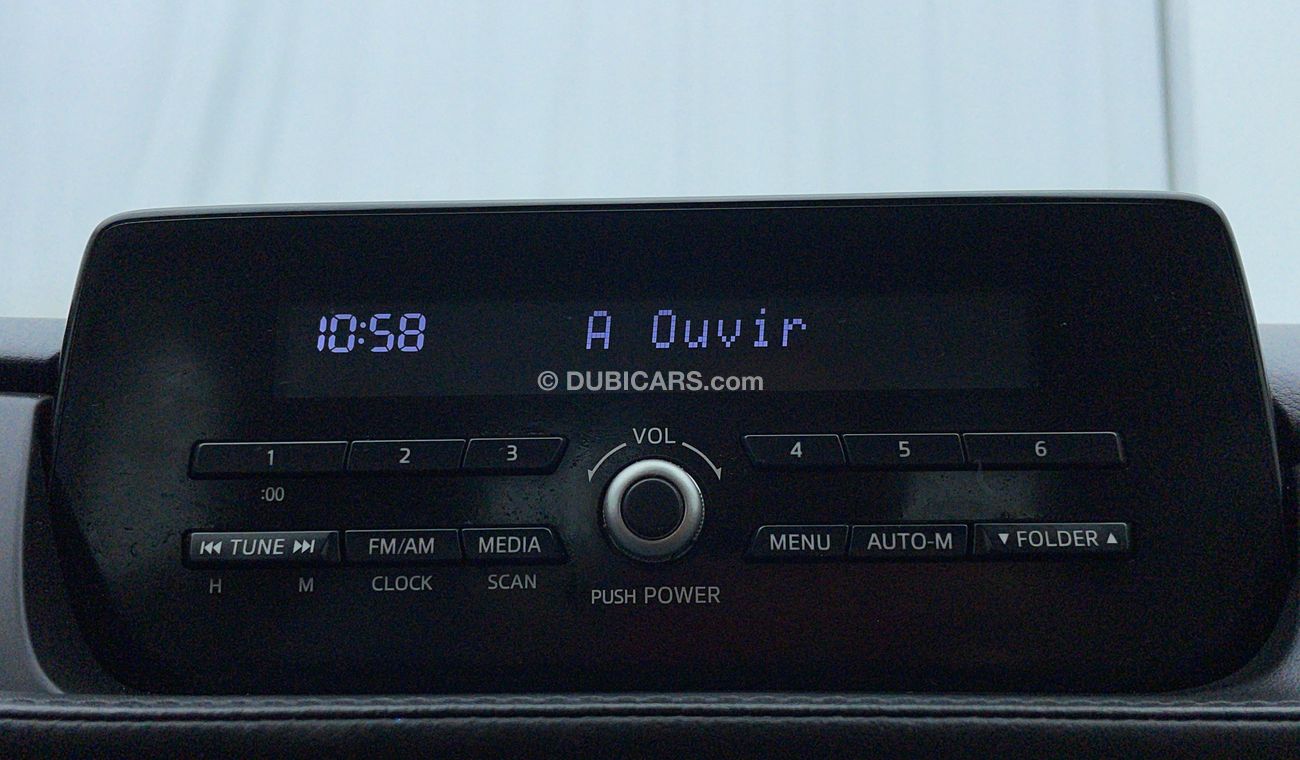 10:58 A Ouvir
© DUBICARS.com
VOL
1 2 3 4 5 6
:00
⏮ TUNE ⏭ FM/AM MEDIA MENU AUTO-M ▼ FOLDER ▲
H M CLOCK SCAN
PUSH POWER